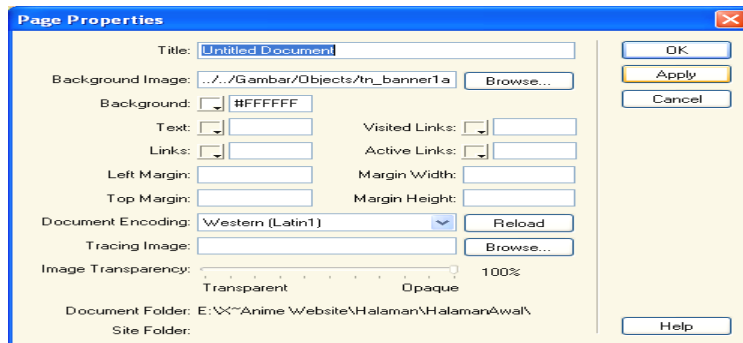 Page Properties
Title: Untitled Document
OK
Background Image: ../../Gambar/Objects/tn_banner1a Browse...
Apply
Background: #FFFFFF
Cancel
Text: Visited Links:
Links: Active Links:
Left Margin: Margin Width:
Top Margin: Margin Height:
Document Encoding: Western (Latin1) Reload
Tracing Image: Browse...
Image Transparency: 100%
Transparent Opaque
Document Folder: E:\X~Anime Website\Halaman\HalamanAwal\
Site Folder:
Help